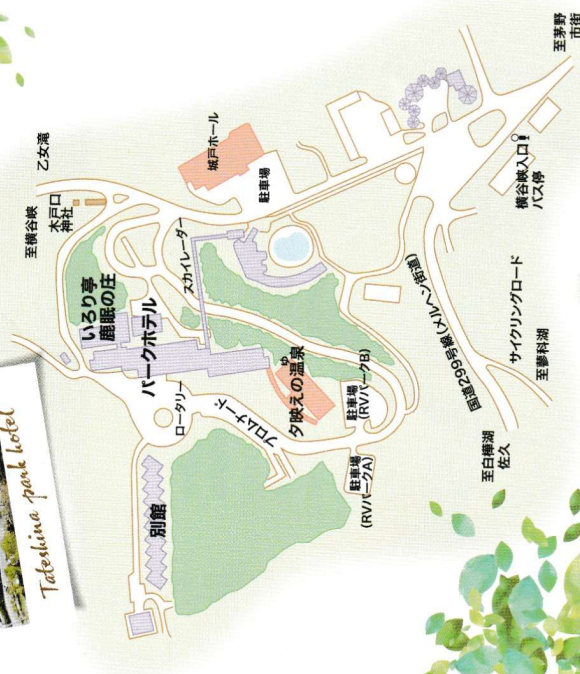 Tateshina park hotel
至横谷峡
乙女滝
木戸口
神社
いろり亭
鹿眠の庄
パークホテル
スカイレーダー
城戸ホール
駐車場
ロータリー
プロムナード
ゆ
夕映えの温泉
駐車場
(RVパークB)
駐車場
(RVパークA)
別館
国道299号線(メルヘン街道)
サイクリングロード
至蓼科湖
至白樺湖
佐久
横谷峡入口
バス停
至茅野
市街